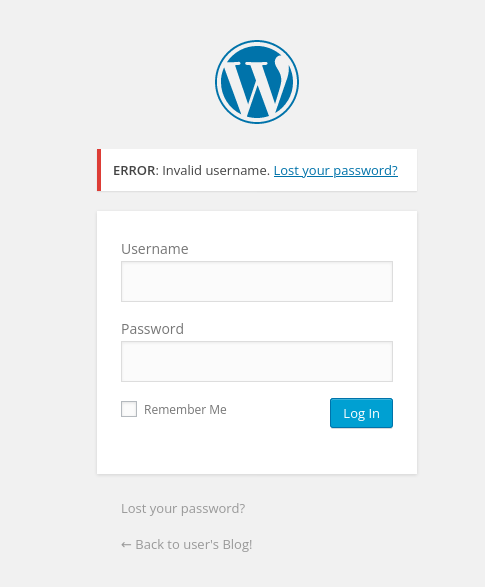 ERROR: Invalid username. Lost your password?
Username
Password
Remember Me
Log In
Lost your password?
← Back to user's Blog!